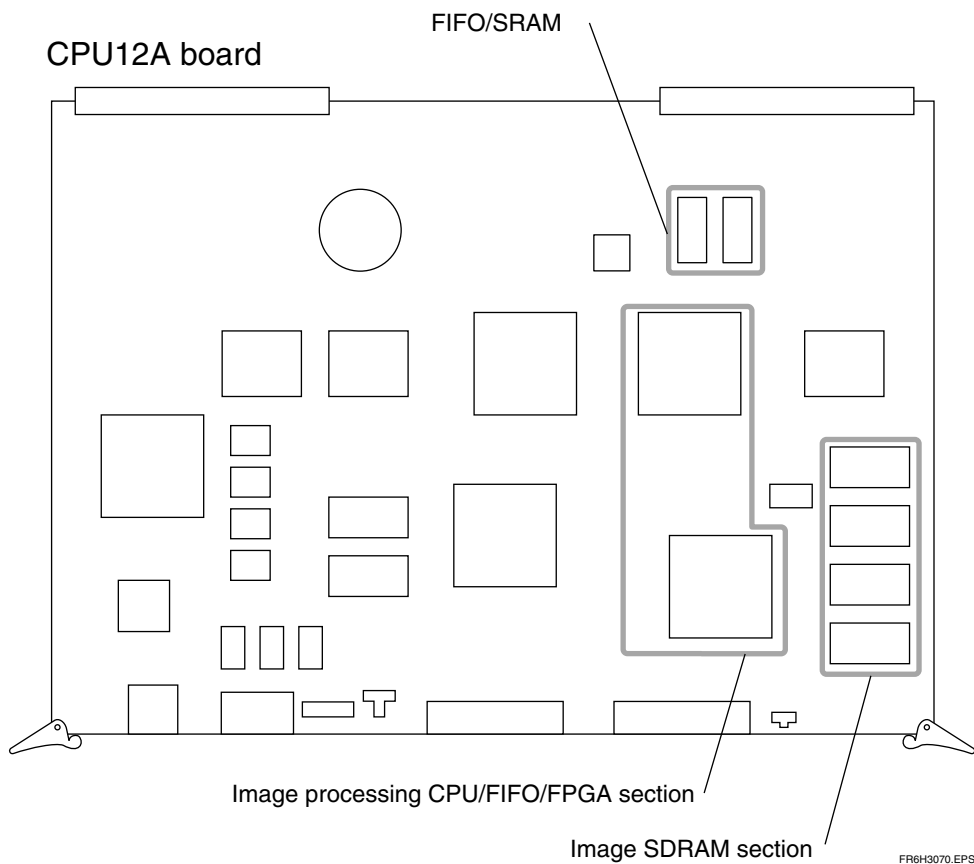 FIFO/SRAM
CPU12A board
Image processing CPU/FIFO/FPGA section
Image SDRAM section
FR6H3070.EPS